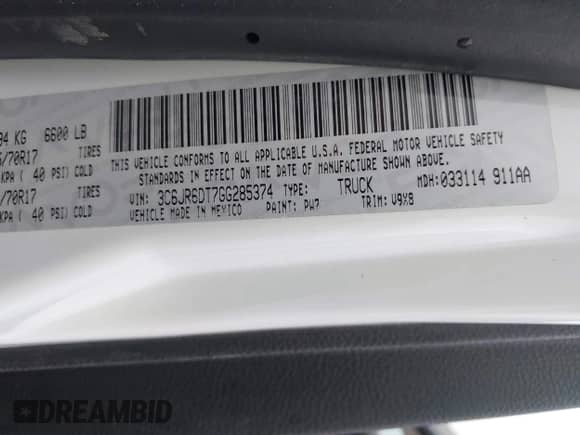 94 KG 6600 LB
/70R17 TIRES
KPA ( 40 PSI) COLD
/70R17 TIRES
KPA ( 40 PSI) COLD
THIS VEHICLE CONFORMS TO ALL APPLICABLE U.S.A. FEDERAL MOTOR VEHICLE SAFETY
STANDARDS IN EFFECT ON THE DATE OF MANUFACTURE SHOWN ABOVE.
VIN: 3C6JR6DT7GG285374 TYPE: TRUCK MDH: 033114 911AA
VEHICLE MADE IN MEXICO PAINT: PW7 TRIM: V9X8
DREAMBID